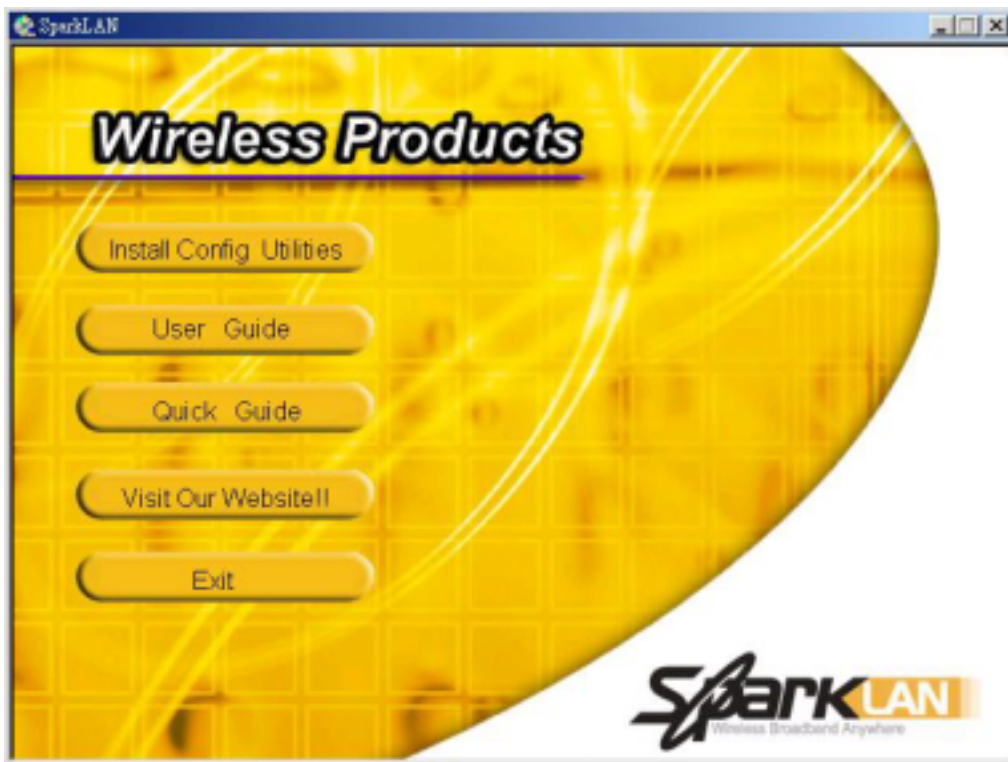 SparkLAN
Wireless Products
Install Config Utilities
User Guide
Quick Guide
Visit Our Website!!
Exit
SparkLAN
Wireless Broadband Anywhere